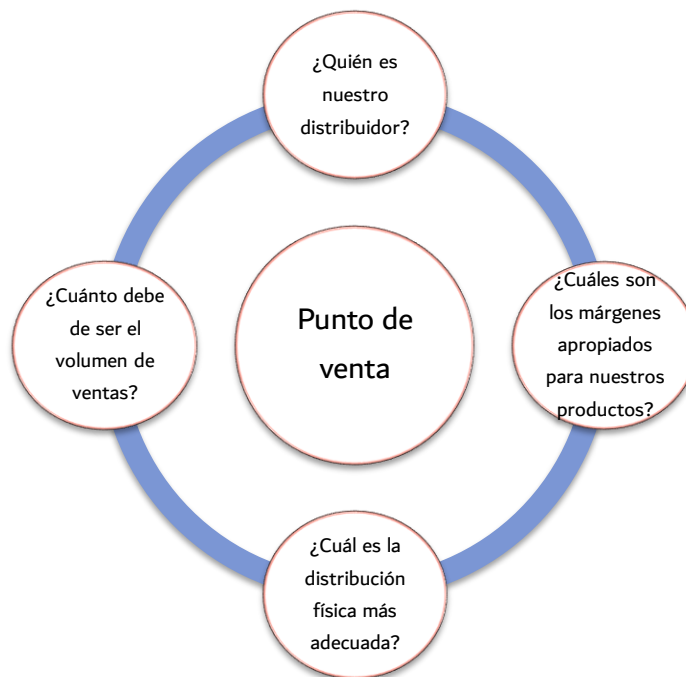 ¿Quién es
nuestro
distribuidor?
¿Cuánto debe
de ser el
volumen de
ventas?
Punto de
venta
¿Cuáles son
los márgenes
apropiados
para nuestros
productos?
¿Cuál es la
distribución
física más
adecuada?